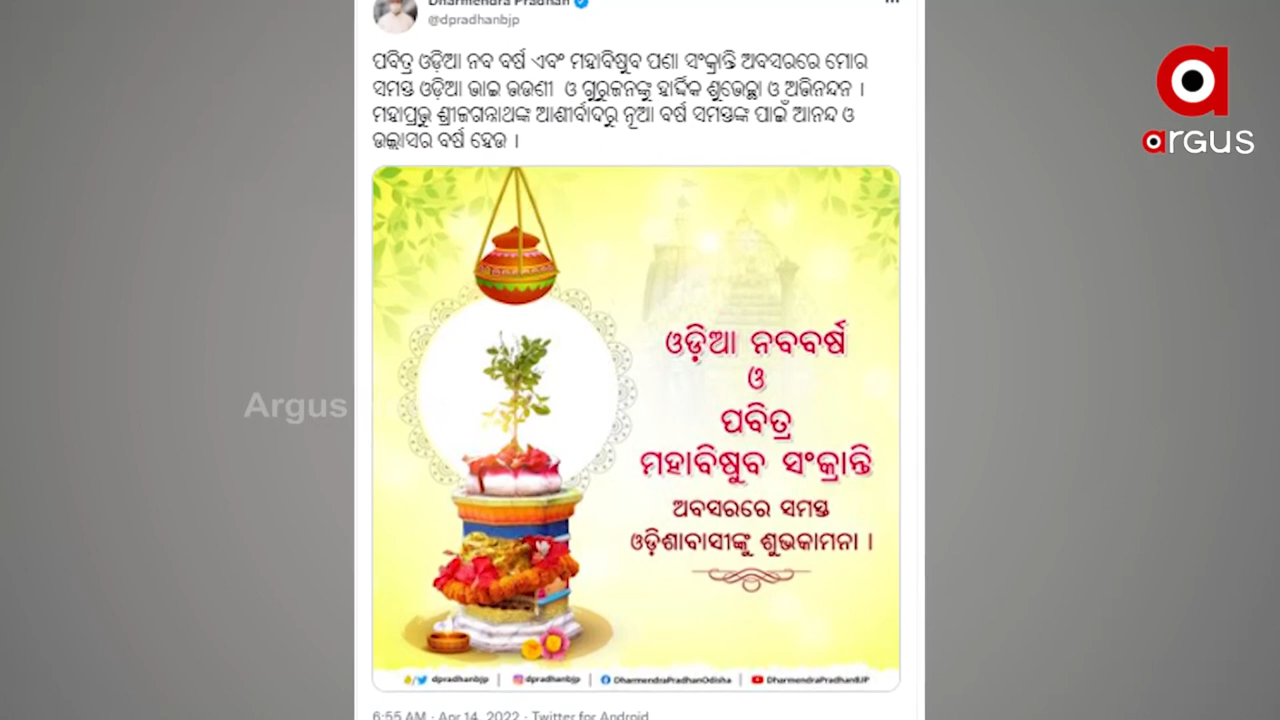 Dharmendra Pradhan
@dpradhanbjp
ପବିତ୍ର ଓଡ଼ିଆ ନବ ବର୍ଷ ଏବଂ ମହାବିଷୁବ ପଣା ସଂକ୍ରାନ୍ତି ଅବସରରେ ମୋର
ସମସ୍ତ ଓଡ଼ିଆ ଭାଇ ଭଉଣୀ ଓ ଗୁରୁଜନଙ୍କୁ ହାର୍ଦ୍ଦିକ ଶୁଭେଚ୍ଛା ଓ ଅଭିନନ୍ଦନ ।
ମହାପ୍ରଭୁ ଶ୍ରୀଜଗନ୍ନାଥଙ୍କ ଆଶୀର୍ବାଦରୁ ନୂଆ ବର୍ଷ ସମସ୍ତଙ୍କ ପାଇଁ ଆନନ୍ଦ ଓ
ଉଲ୍ଲାସର ବର୍ଷ ହେଉ ।
argus
Argus
ଓଡ଼ିଆ ନବବର୍ଷ
ଓ
ପବିତ୍ର
ମହାବିଷୁବ ସଂକ୍ରାନ୍ତି
ଅବସରରେ ସମସ୍ତ
ଓଡ଼ିଶାବାସୀଙ୍କୁ ଶୁଭକାମନା ।
/ dpradhanbjp | dpradhanbjp | DharmendraPradhanOdisha | DharmendraPradhanBJP
6:55 AM · Apr 14, 2022 · Twitter for Android